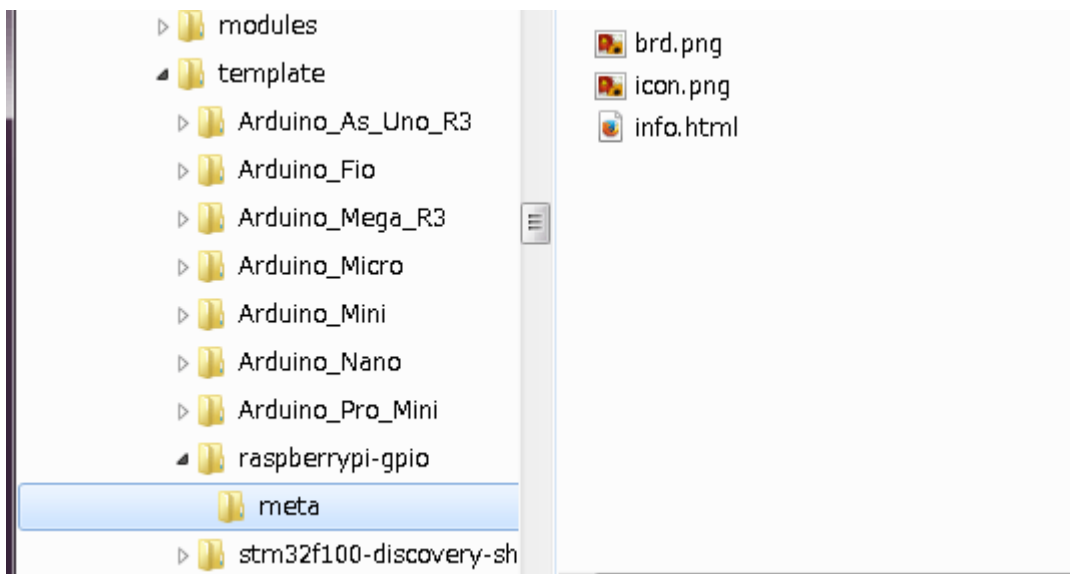 modules
template
Arduino_As_Uno_R3
Arduino_Fio
Arduino_Mega_R3
Arduino_Micro
Arduino_Mini
Arduino_Nano
Arduino_Pro_Mini
raspberrypi-gpio
meta
stm32f100-discovery-sh
brd.png
icon.png
info.html